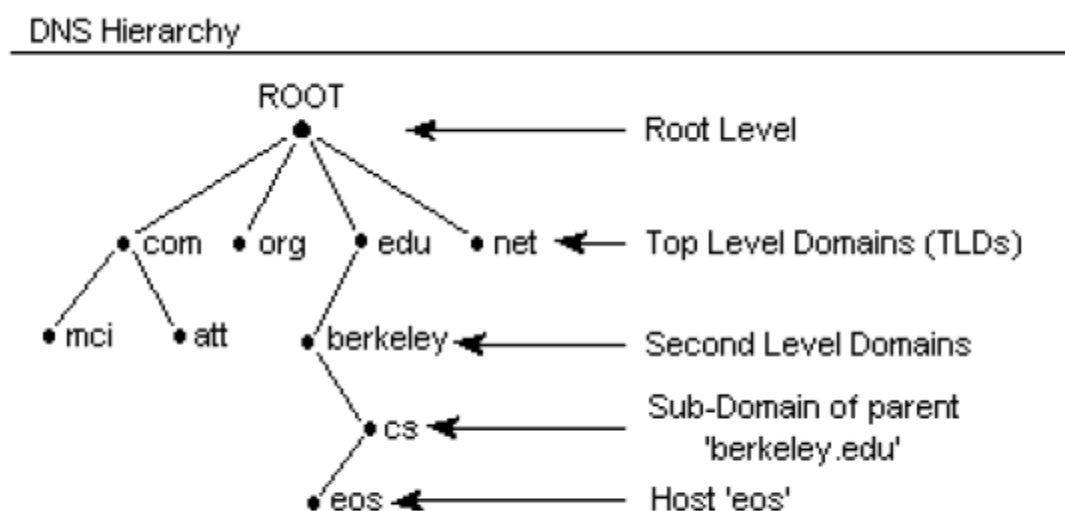 DNS Hierarchy
ROOT
Root Level
com org edu net Top Level Domains (TLDs)
mci att berkeley Second Level Domains
cs Sub-Domain of parent
'berkeley.edu'
eos Host 'eos'